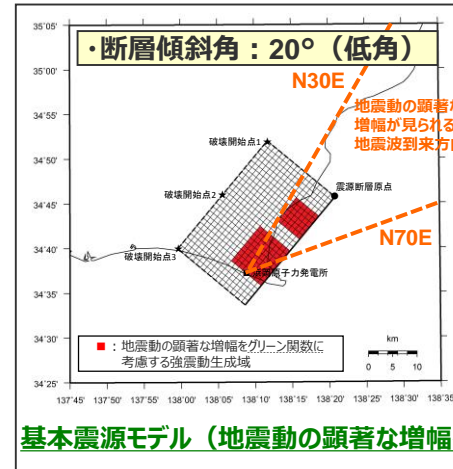 ・断層傾斜角：20°（低角）
35°05'
35°00'
34°55'
34°50'
34°45'
34°40'
34°35'
34°30'
34°25'
N30E
地震動の顕著な
増幅が見られる
地震波到来方向
破壊開始点1
破壊開始点2
震源断層原点
N70E
破壊開始点3
原子力発電所
■：地震動の顕著な増幅をグリーン関数に
考慮する強震動生成域
km
0 5 10
137°45' 137°50' 137°55' 138°00' 138°05' 138°10' 138°15' 138°20' 138°25' 138°30' 138°35'
基本震源モデル（地震動の顕著な増幅